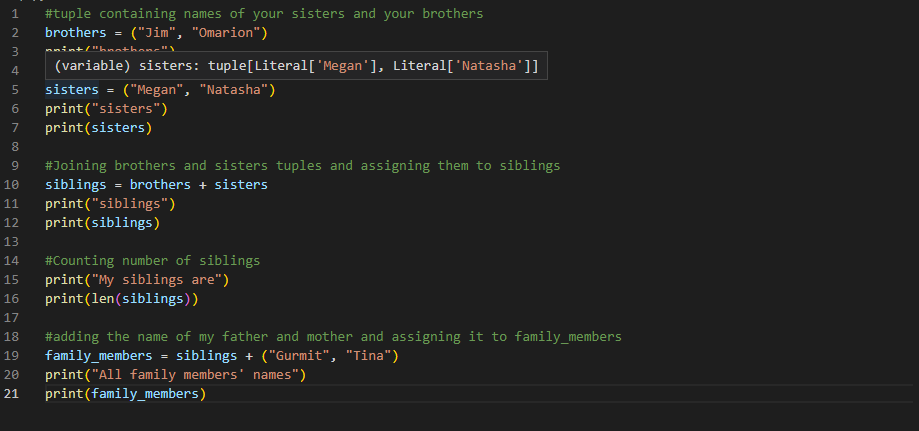 1 #tuple containing names of your sisters and your brothers
2 brothers = ("Jim", "Omarion")
3 print("brothers")
(variable) sisters: tuple[Literal['Megan'], Literal['Natasha']]
4
5 sisters = ("Megan", "Natasha")
6 print("sisters")
7 print(sisters)
8
9 #Joining brothers and sisters tuples and assigning them to siblings
10 siblings = brothers + sisters
11 print("siblings")
12 print(siblings)
13
14 #Counting number of siblings
15 print("My siblings are")
16 print(len(siblings))
17
18 #adding the name of my father and mother and assigning it to family_members
19 family_members = siblings + ("Gurmit", "Tina")
20 print("All family members' names")
21 print(family_members)